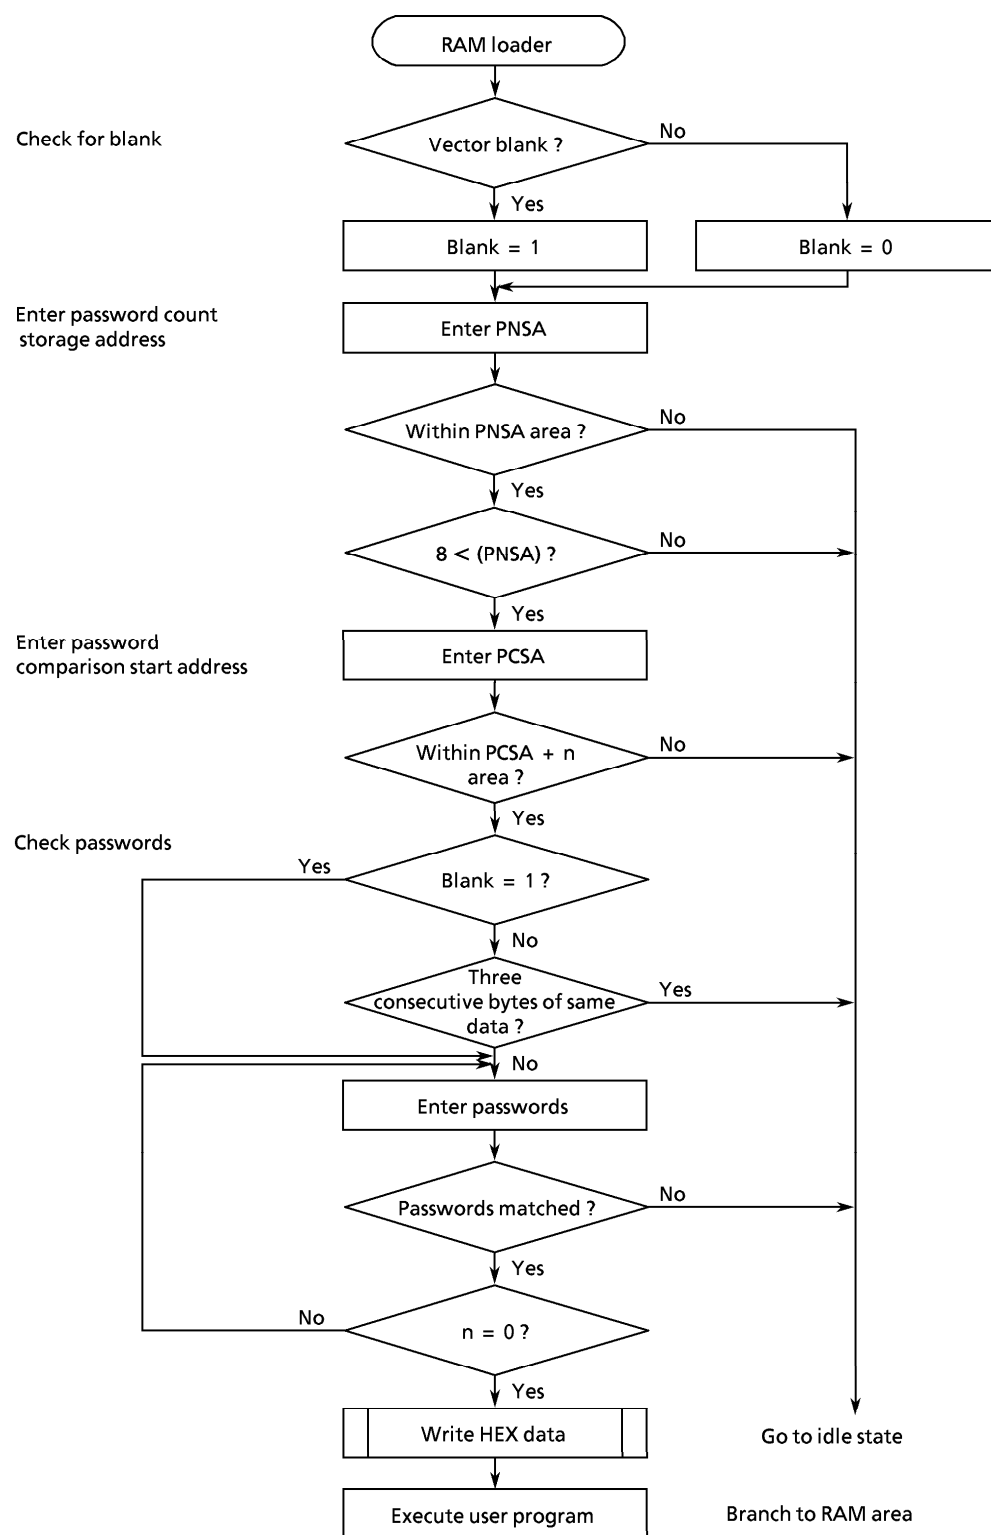 RAM loader
Check for blank
Vector blank ?
No
Yes
Blank = 1
Blank = 0
Enter password count
storage address
Enter PNSA
Within PNSA area ?
No
Yes
8 < (PNSA) ?
No
Yes
Enter password
comparison start address
Enter PCSA
Within PCSA + n
area ?
No
Yes
Check passwords
Yes
Blank = 1 ?
No
Three
consecutive bytes of same
data ?
Yes
No
Enter passwords
Passwords matched ?
No
Yes
No
n = 0 ?
Yes
Write HEX data
Go to idle state
Execute user program
Branch to RAM area